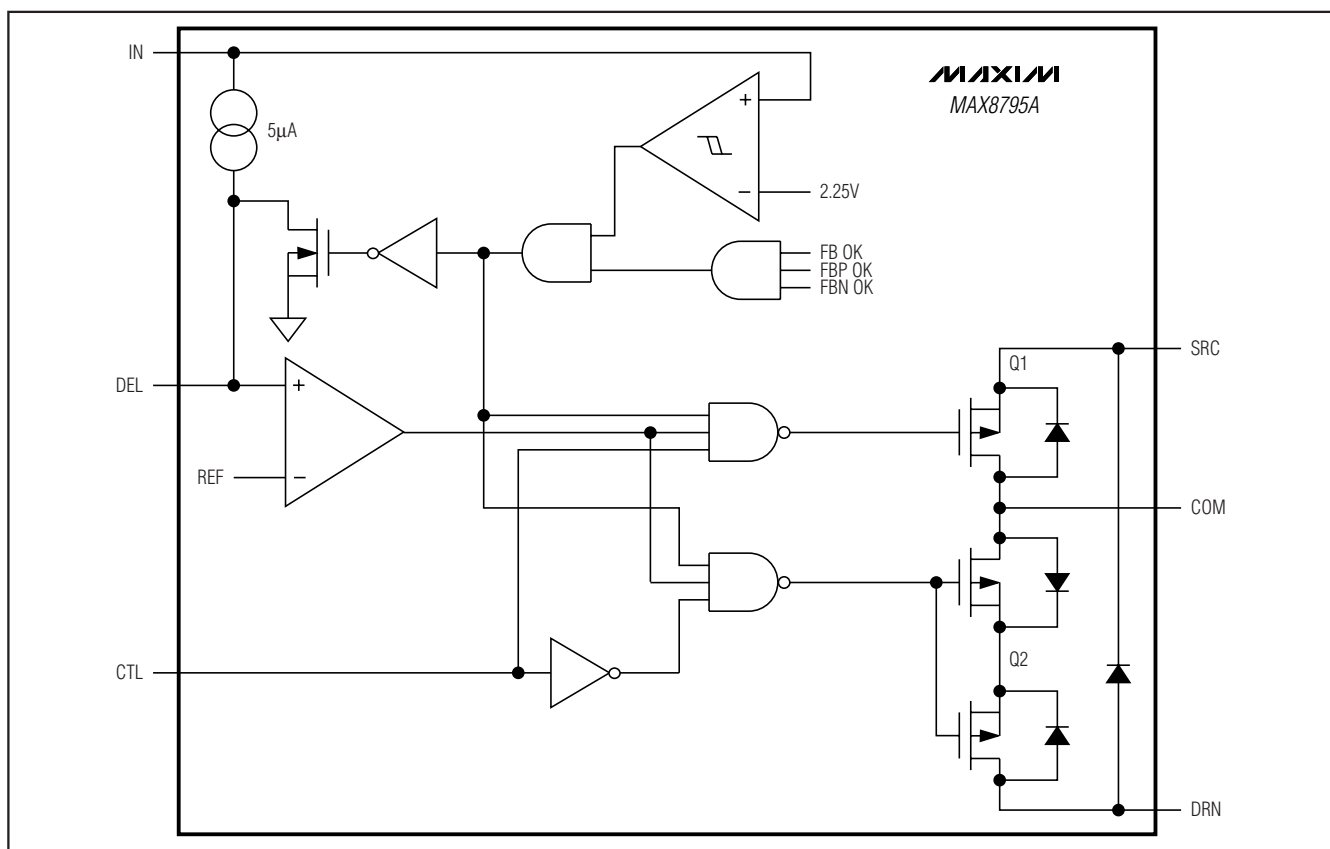 IN
MAXIM
MAX8795A
+
5µA
−
2.25V
FB OK
FBP OK
FBN OK
SRC
Q1
DEL
+
REF
−
COM
Q2
CTL
DRN